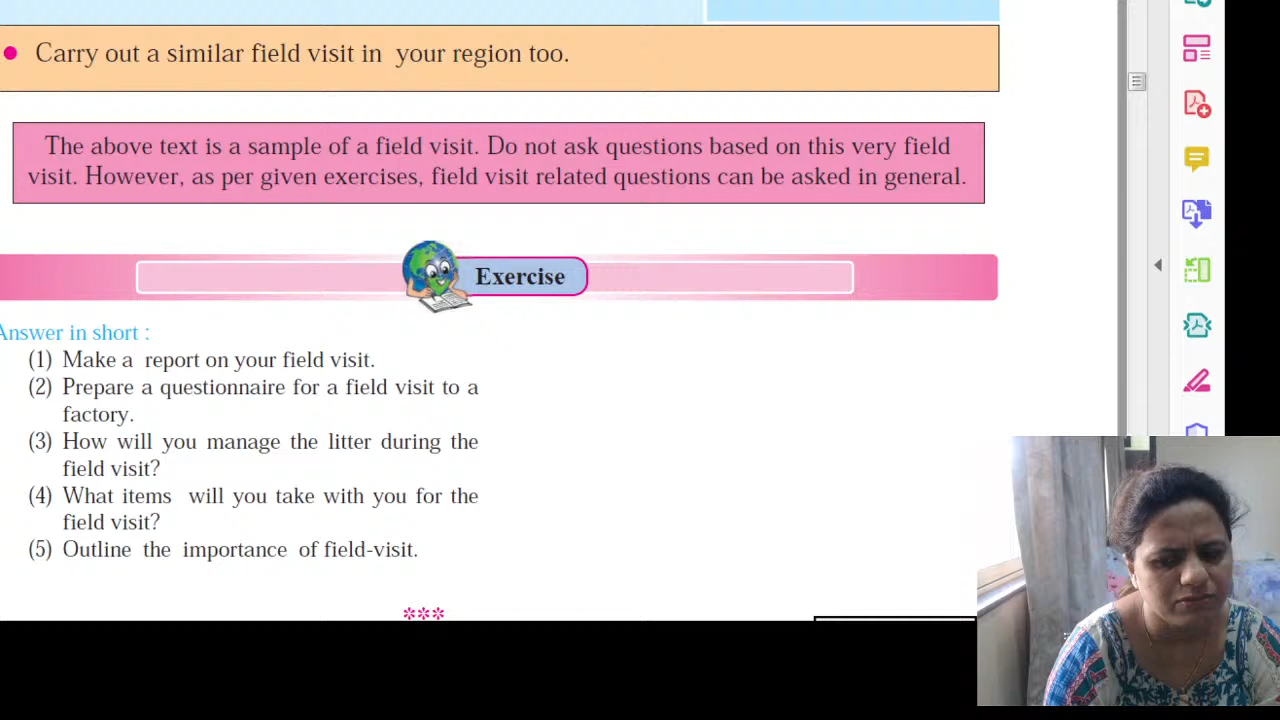 Carry out a similar field visit in your region too.
The above text is a sample of a field visit. Do not ask questions based on this very field
visit. However, as per given exercises, field visit related questions can be asked in general.
Exercise
Answer in short :
(1) Make a report on your field visit.
(2) Prepare a questionnaire for a field visit to a
factory.
(3) How will you manage the litter during the
field visit?
(4) What items will you take with you for the
field visit?
(5) Outline the importance of field-visit.
***